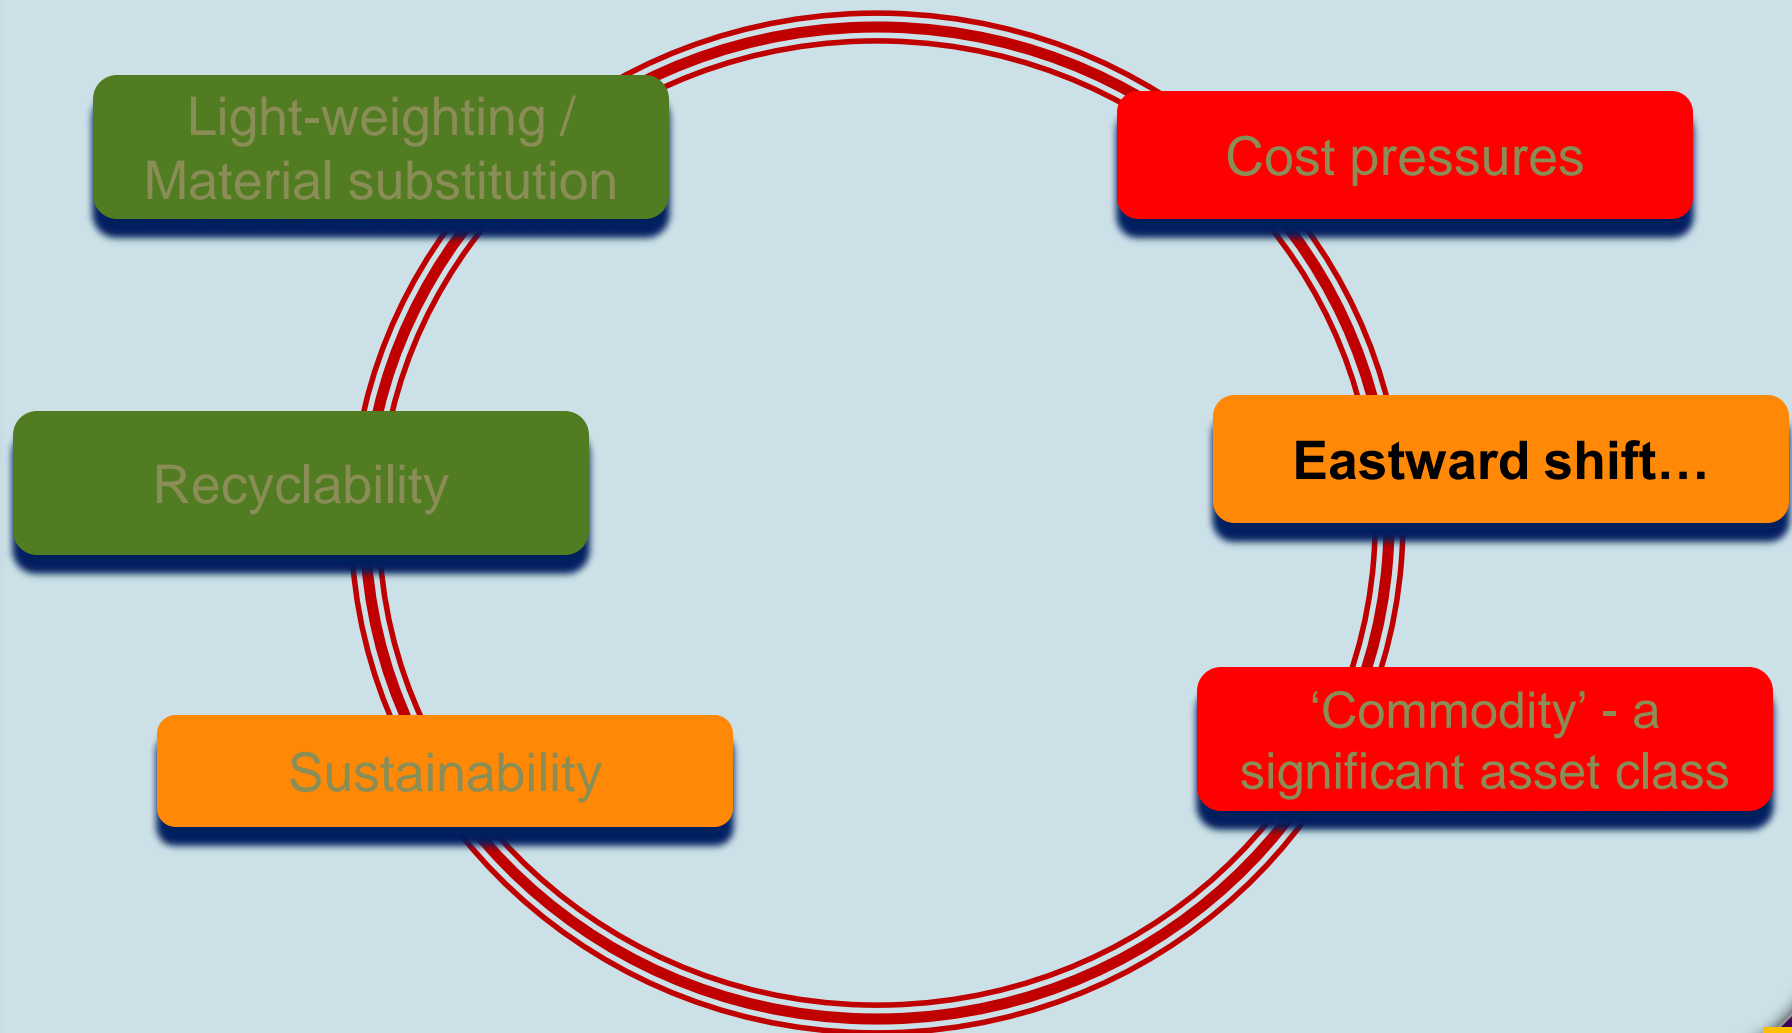 Light-weighting /
Material substitution
Cost pressures
Recyclability
Eastward shift…
Sustainability
‘Commodity’ - a
significant asset class